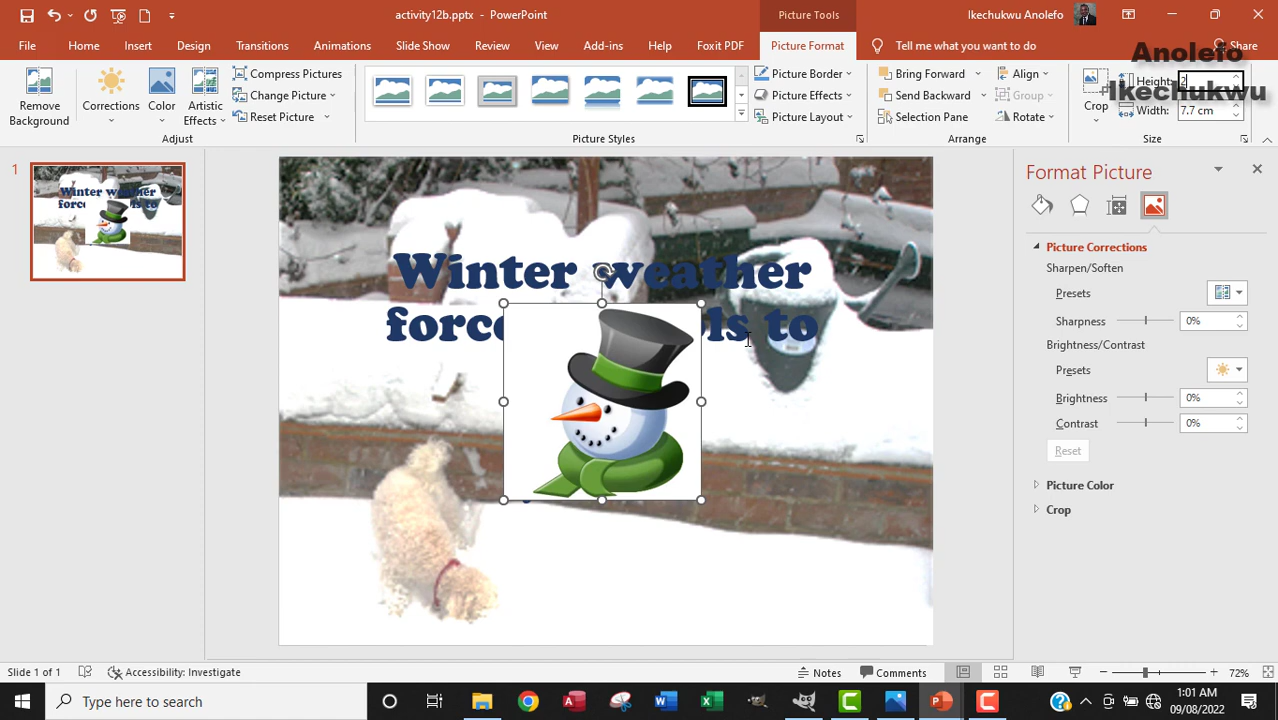 activity12b.pptx - PowerPoint
Picture Tools
Ikechukwu Anolefo
File Home Insert Design Transitions Animations Slide Show Review View Add-ins Help Foxit PDF Picture Format Tell me what you want to do Share
Anolefo
Ikechukwu
Remove Background
Corrections
Color
Artistic Effects
Compress Pictures
Change Picture
Reset Picture
Adjust
Picture Styles
Picture Border
Picture Effects
Picture Layout
Bring Forward
Send Backward
Selection Pane
Align
Group
Rotate
Arrange
Crop
Height: 2
Width: 7.7 cm
Size
1
Winter weather
Format Picture
Picture Corrections
Sharpen/Soften
Presets
Sharpness 0%
Brightness/Contrast
Presets
Brightness 0%
Contrast 0%
Reset
Picture Color
Crop
Winter weather
to
Slide 1 of 1
Accessibility: Investigate
Notes
Comments
72%
Type here to search
1:01 AM
09/08/2022